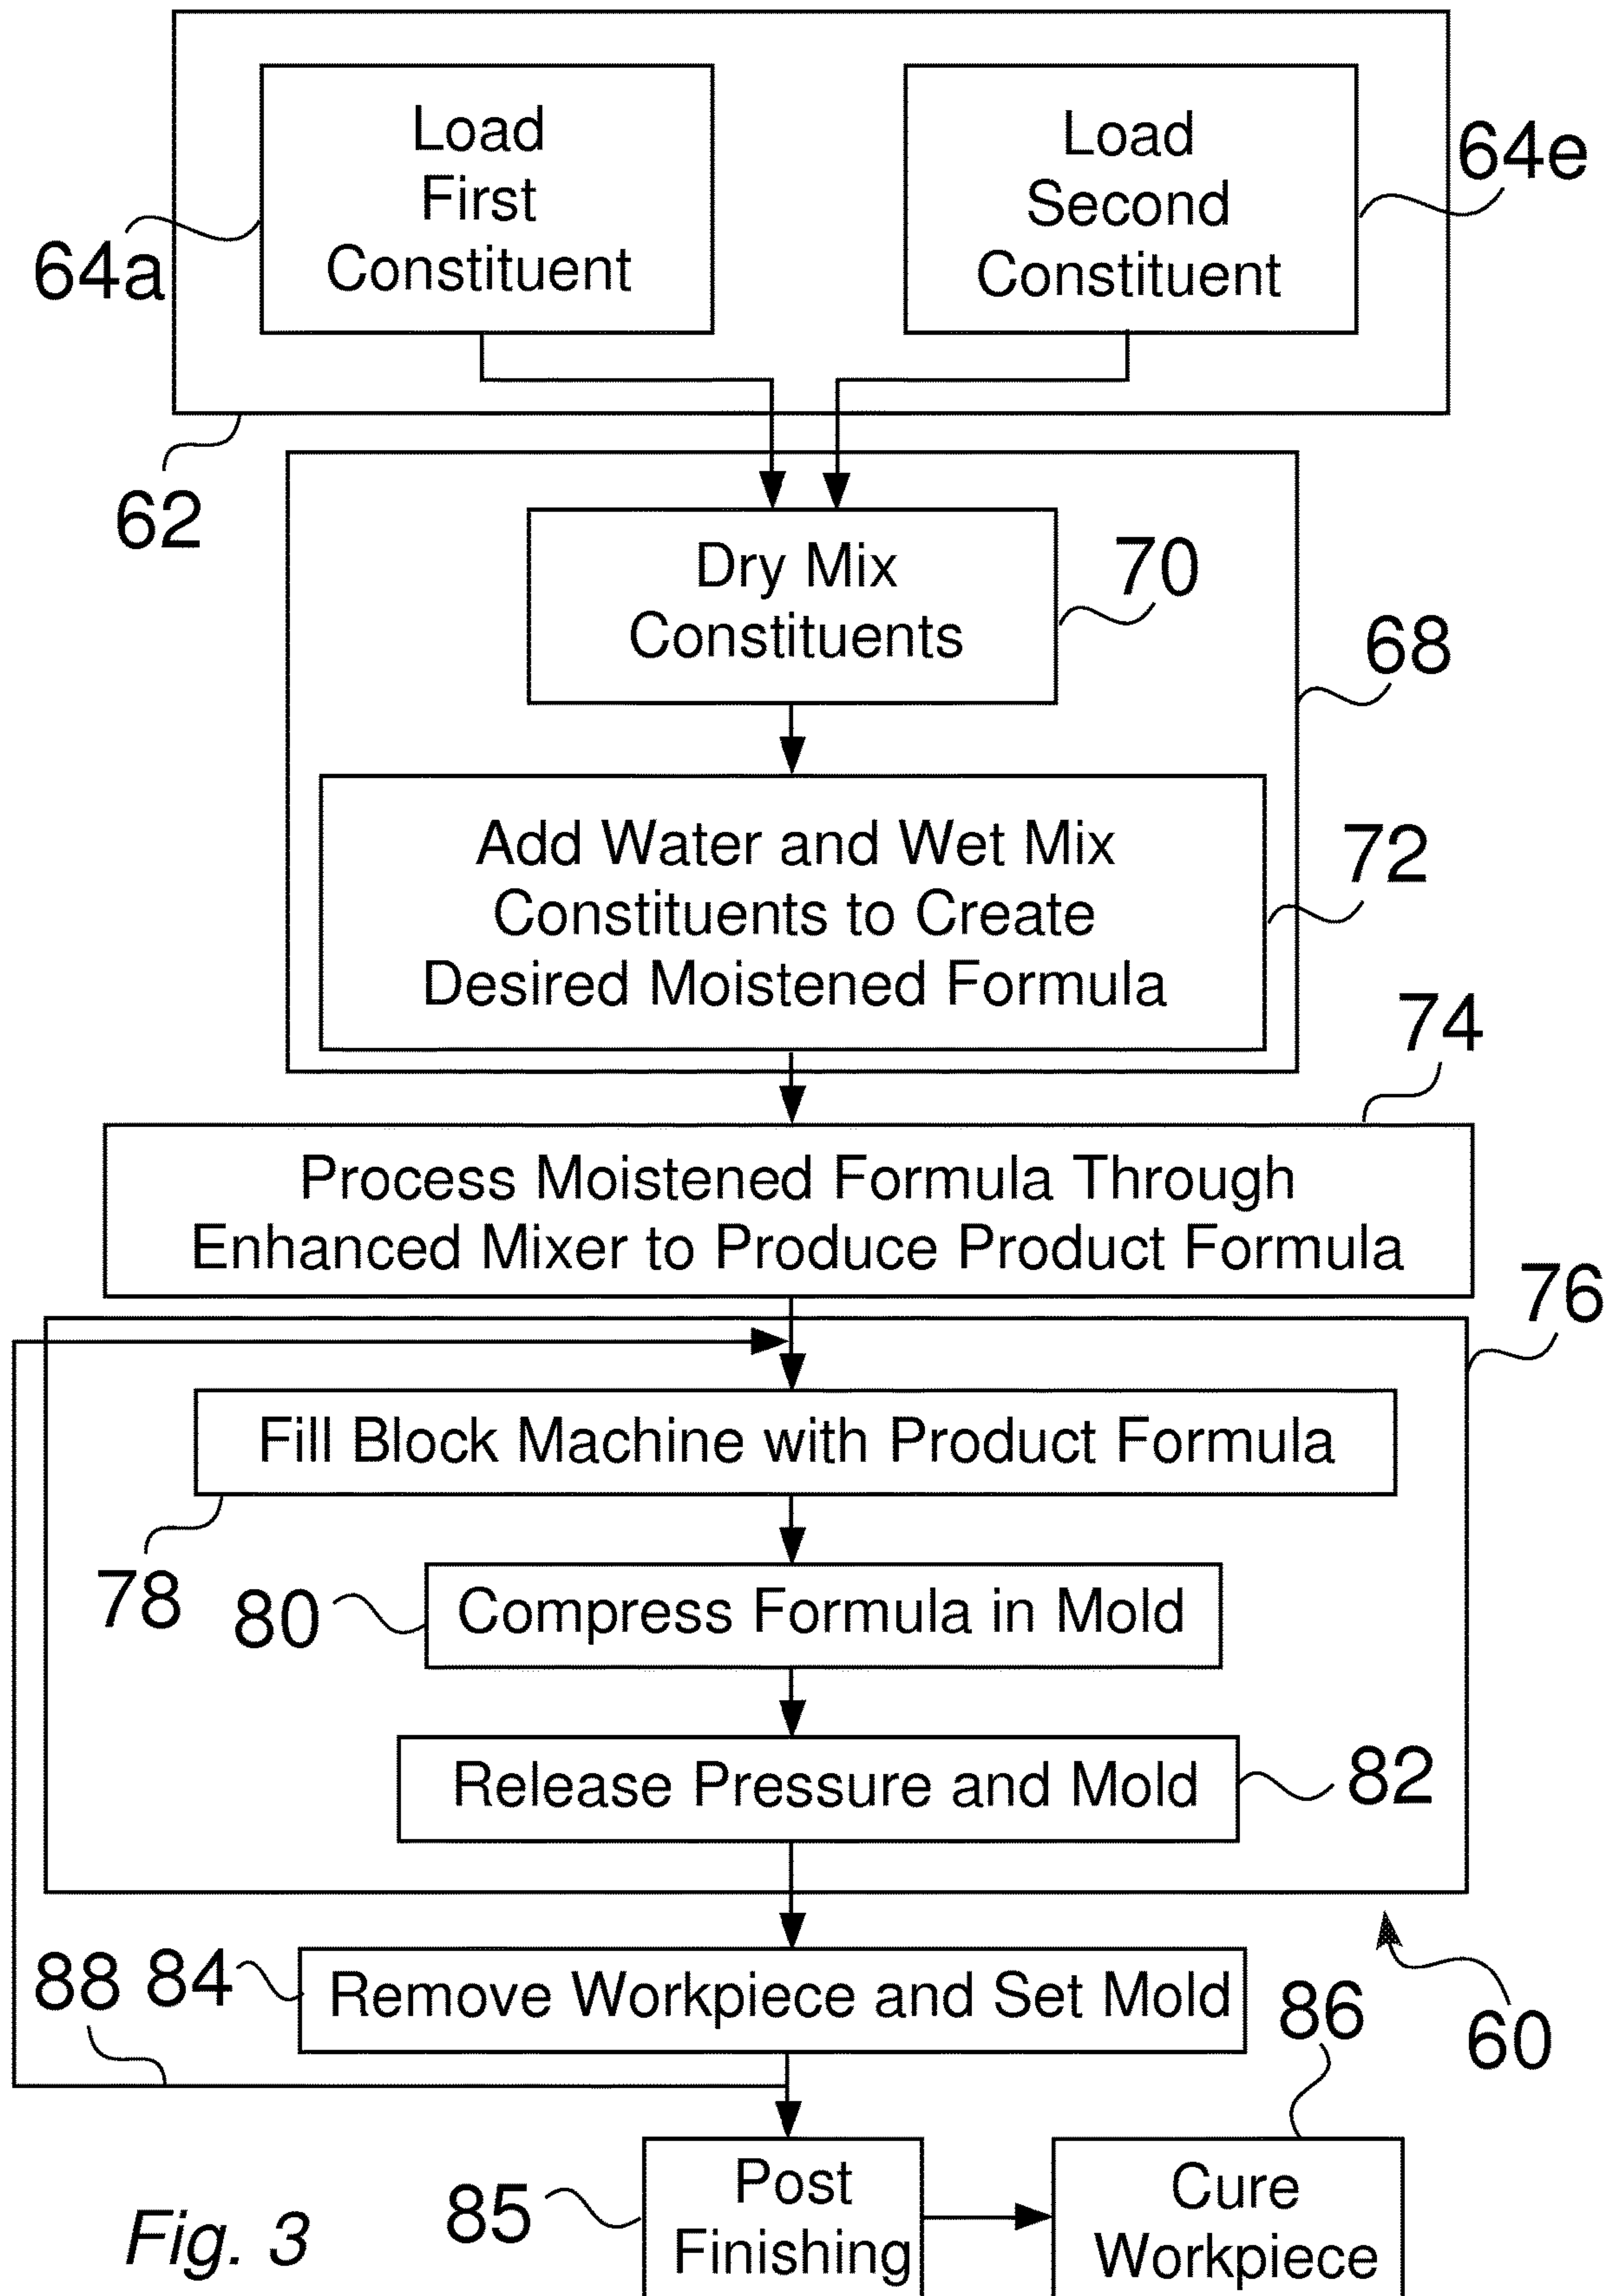 Load
First
Constituent
Load
Second
Constituent
64e
64a
62
Dry Mix
Constituents
70
68
Add Water and Wet Mix
Constituents to Create
Desired Moistened Formula
72
74
Process Moistened Formula Through
Enhanced Mixer to Produce Product Formula
76
Fill Block Machine with Product Formula
78
80
Compress Formula in Mold
Release Pressure and Mold
82
88
84
Remove Workpiece and Set Mold
86
60
85
Post
Finishing
Cure
Workpiece
Fig. 3